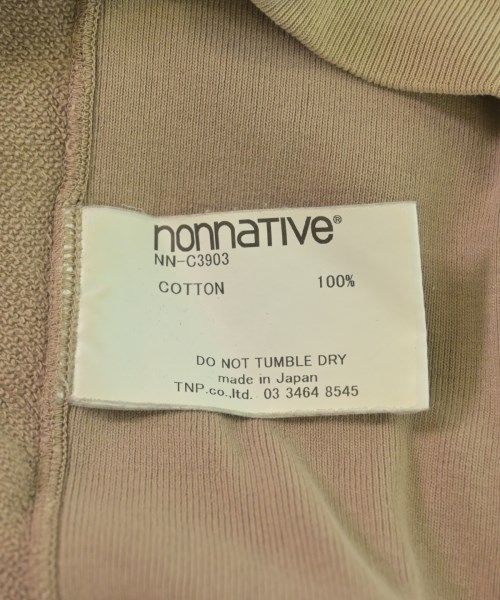 nonnative®
NN-C3903
COTTON 100%
DO NOT TUMBLE DRY
made in Japan
TNP.co.,ltd. 03 3464 8545